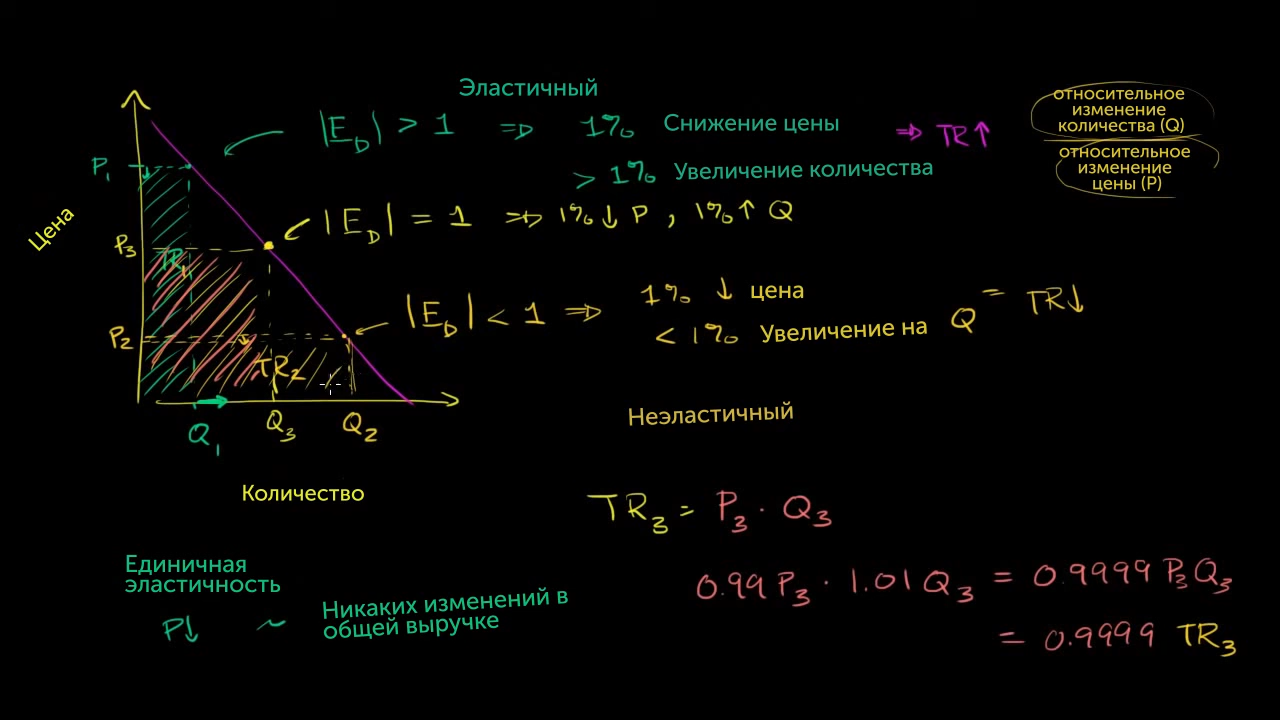 Эластичный
|E_D| > 1 ⇒ 1% Снижение цены ⇒ TR↑
> 1% Увеличение количества
относительное
изменение
количества (Q)
относительное
изменение
цены (P)
P₁
Цена
|E_D| = 1 ⇒ 1%↓ P , 1%↑ Q
P₃
TR₁
|E_D| < 1 ⇒ 1% ↓ цена
< 1% Увеличение на Q = TR↓
P₂
TR₂
Q₁ Q₃ Q₂
Неэластичный
Количество
TR₃ = P₃ · Q₃
Единичная
эластичность
P↓ ~ Никаких изменений в
общей выручке
0.99 P₃ · 1.01 Q₃ = 0.9999 P₃ Q₃
= 0.9999 TR₃